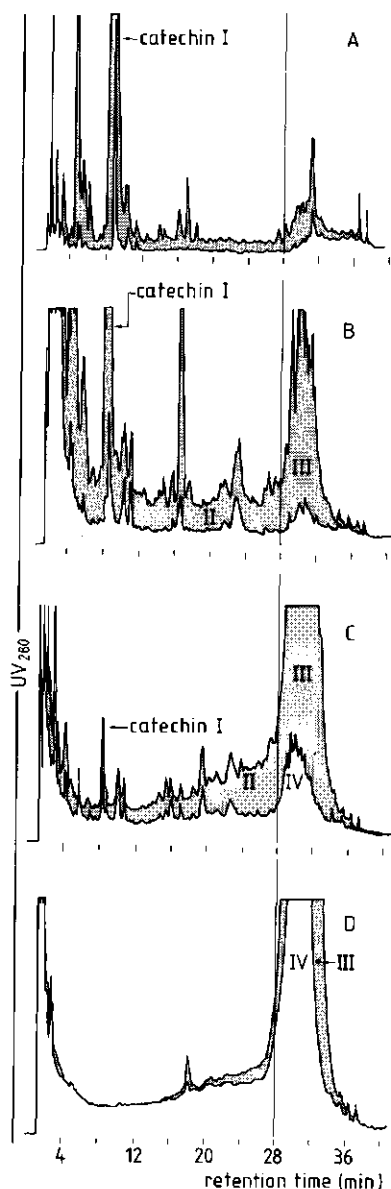 catechin I
A
catechin I
B
III
II
C
III
catechin I
II
IV
UV260
D
IV
III
4 12 20 28 36
retention time (min)